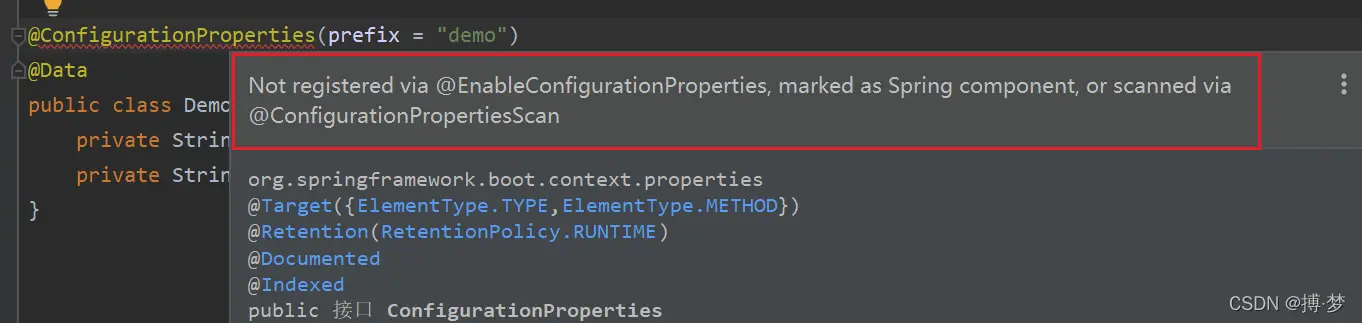 @ConfigurationProperties(prefix = "demo")
@Data
public class Demo
Not registered via @EnableConfigurationProperties, marked as Spring component, or scanned via
@ConfigurationPropertiesScan
private Strin
private Strin
}
org.springframework.boot.context.properties
@Target({ElementType.TYPE,ElementType.METHOD})
@Retention(RetentionPolicy.RUNTIME)
@Documented
@Indexed
public 接口 ConfigurationProperties
CSDN @搏·梦